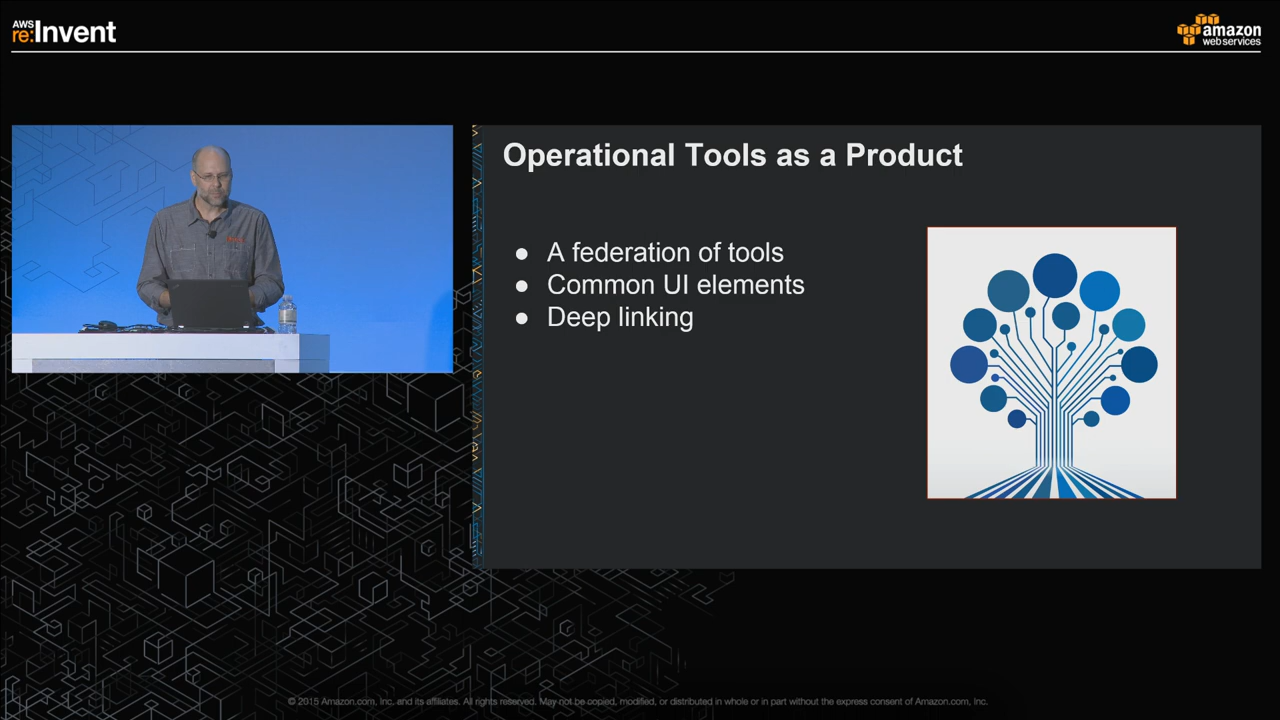 AWS
re:Invent
amazon
web services
Operational Tools as a Product
● A federation of tools
● Common UI elements
● Deep linking
© 2015 Amazon.com, Inc. and its affiliates. All rights reserved. May not be copied, modified, or distributed in whole or in part without the express consent of Amazon.com, Inc.